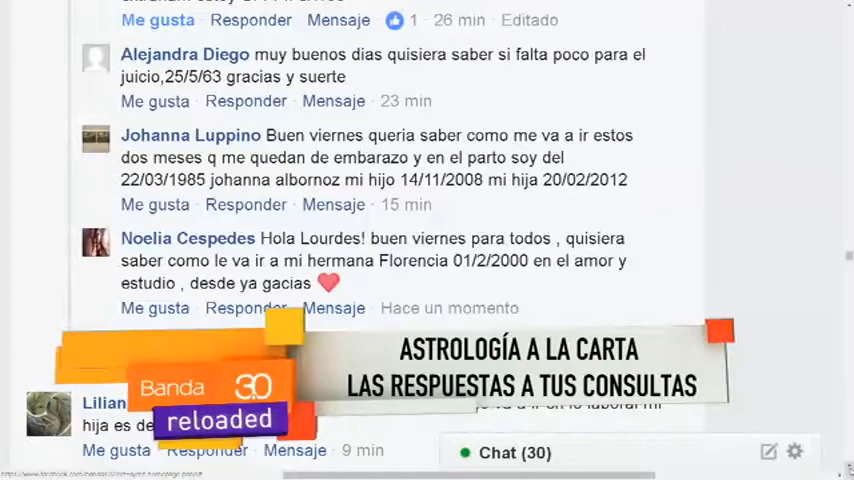 Me gusta · Responder · Mensaje · 1 · 26 min · Editado
Alejandra Diego muy buenos dias quisiera saber si falta poco para el
juicio,25/5/63 gracias y suerte
Me gusta · Responder · Mensaje · 23 min
Johanna Luppino Buen viernes queria saber como me va a ir estos
dos meses q me quedan de embarazo y en el parto soy del
22/03/1985 johanna albornoz mi hijo 14/11/2008 mi hija 20/02/2012
Me gusta · Responder · Mensaje · 15 min
Noelia Cespedes Hola Lourdes! buen viernes para todos , quisiera
saber como le va ir a mi hermana Florencia 01/2/2000 en el amor y
estudio , desde ya gacias ❤
Me gusta · Responder · Mensaje · Hace un momento
ASTROLOGÍA A LA CARTA
LAS RESPUESTAS A TUS CONSULTAS
Banda 3.0
reloaded
Lilian
hija es de
Me gusta · Responder · Mensaje · 9 min
Chat (30)